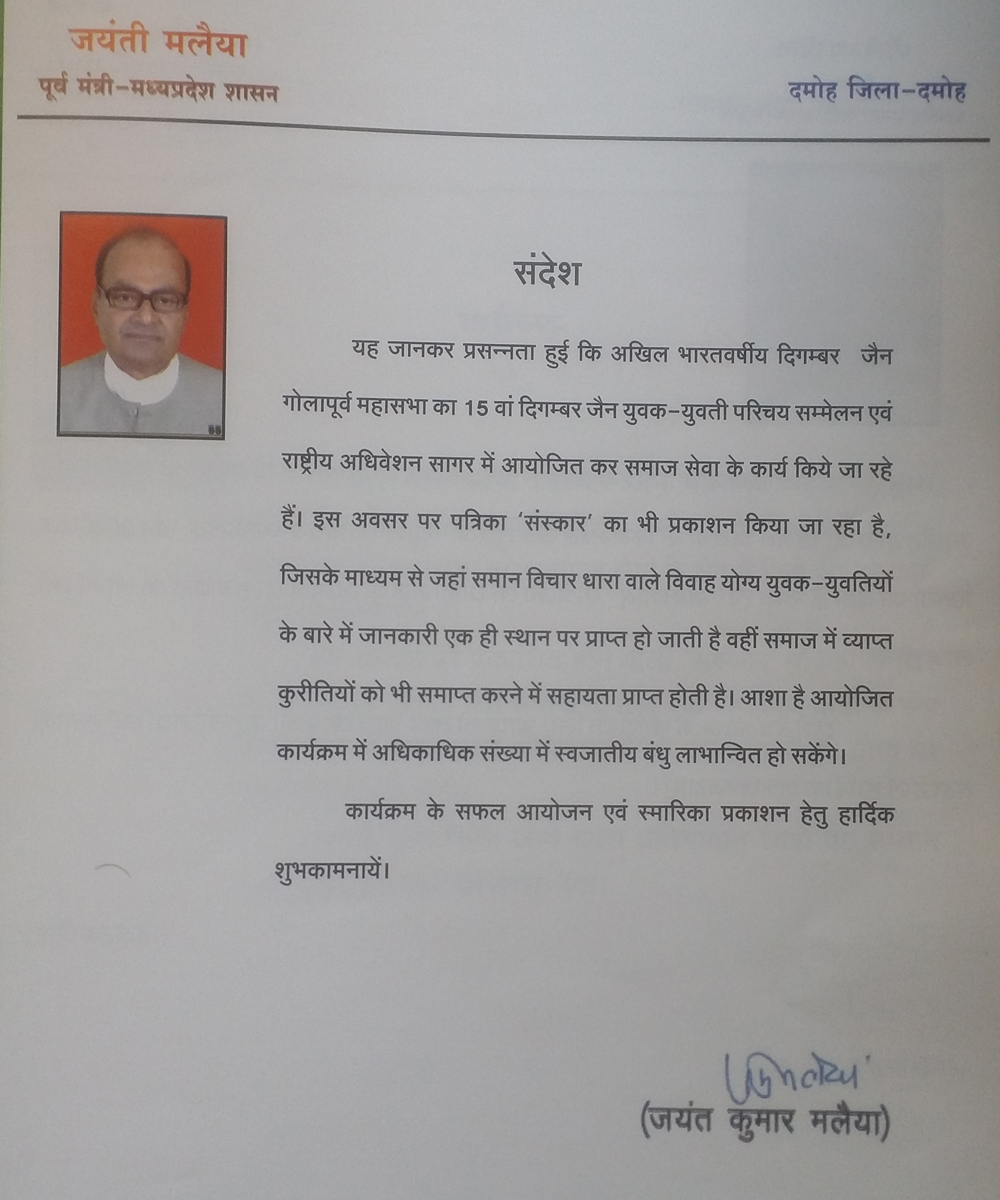 जयंती मलैया
पूर्व मंत्री-मध्यप्रदेश शासन
दमोह जिला-दमोह
संदेश
यह जानकर प्रसन्नता हुई कि अखिल भारतवर्षीय दिगम्बर जैन
गोलापूर्व महासभा का 15 वां दिगम्बर जैन युवक-युवती परिचय सम्मेलन एवं
राष्ट्रीय अधिवेशन सागर में आयोजित कर समाज सेवा के कार्य किये जा रहे
हैं। इस अवसर पर पत्रिका ‘संस्कार’ का भी प्रकाशन किया जा रहा है,
जिसके माध्यम से जहां समान विचार धारा वाले विवाह योग्य युवक-युवतियों
के बारे में जानकारी एक ही स्थान पर प्राप्त हो जाती है वहीं समाज में व्याप्त
कुरीतियों को भी समाप्त करने में सहायता प्राप्त होती है। आशा है आयोजित
कार्यक्रम में अधिकाधिक संख्या में स्वजातीय बंधु लाभान्वित हो सकेंगे।
कार्यक्रम के सफल आयोजन एवं स्मारिका प्रकाशन हेतु हार्दिक
शुभकामनायें।
(जयंत कुमार मलैया)